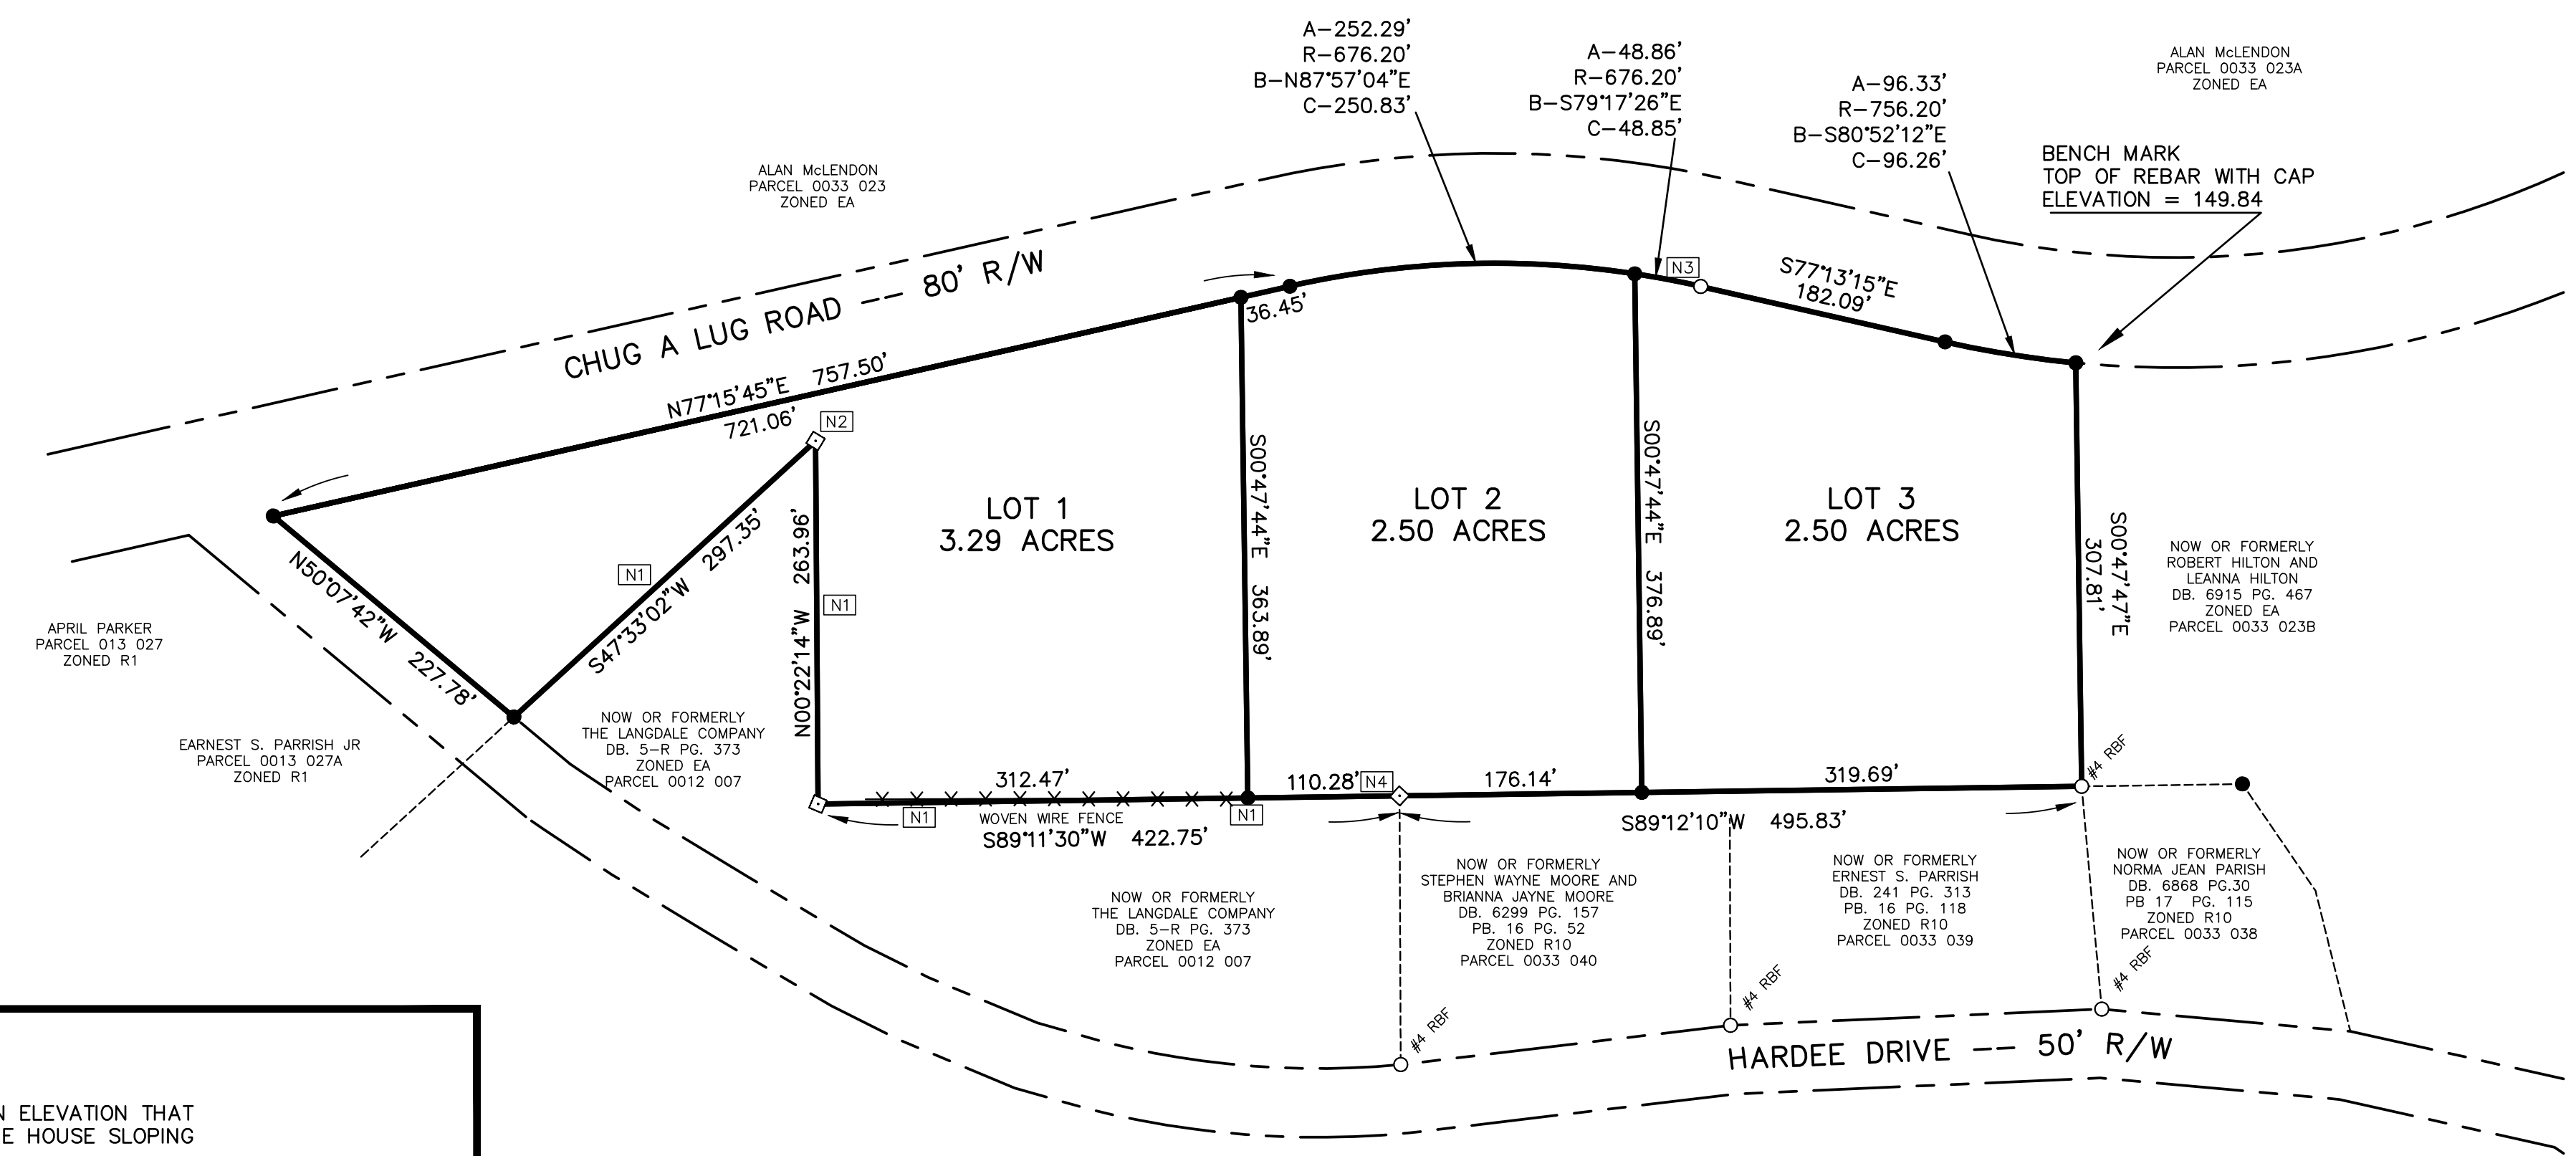 A–252.29'
R–676.20'
B–N87°57'04"E
C–250.83'
A–48.86'
R–676.20'
B–S79°17'26"E
C–48.85'
A–96.33'
R–756.20'
B–S80°52'12"E
C–96.26'
ALAN McLENDON
PARCEL 0033 023A
ZONED EA
BENCH MARK
TOP OF REBAR WITH CAP
ELEVATION = 149.84
ALAN McLENDON
PARCEL 0033 023
ZONED EA
CHUG A LUG ROAD --- 80' R/W
N77°15'45"E 757.50'
721.06'
36.45'
N3
S77°13'15"E
182.09'
N2
LOT 1
3.29 ACRES
LOT 2
2.50 ACRES
LOT 3
2.50 ACRES
N50°07'42"W 227.78'
N1
S47°33'02"W 297.35'
N00°22'14"W 263.96'
N1
S00°47'44"E 363.89'
S00°47'44"E 376.89'
S00°47'47"E
307.81'
NOW OR FORMERLY
ROBERT HILTON AND
LEANNA HILTON
DB. 6915 PG. 467
ZONED EA
PARCEL 0033 023B
APRIL PARKER
PARCEL 013 027
ZONED R1
EARNEST S. PARRISH JR
PARCEL 0013 027A
ZONED R1
NOW OR FORMERLY
THE LANGDALE COMPANY
DB. 5–R PG. 373
ZONED EA
PARCEL 0012 007
312.47'
110.28'
N4
176.14'
319.69'
#4 RBF
N1
WOVEN WIRE FENCE
N1
S89°11'30"W 422.75'
S89°12'10"W 495.83'
NOW OR FORMERLY
THE LANGDALE COMPANY
DB. 5–R PG. 373
ZONED EA
PARCEL 0012 007
NOW OR FORMERLY
STEPHEN WAYNE MOORE AND
BRIANNA JAYNE MOORE
DB. 6299 PG. 157
PB. 16 PG. 52
ZONED R10
PARCEL 0033 040
NOW OR FORMERLY
ERNEST S. PARRISH
DB. 241 PG. 313
PB. 16 PG. 118
ZONED R10
PARCEL 0033 039
NOW OR FORMERLY
NORMA JEAN PARISH
DB. 6868 PG.30
PB 17 PG. 115
ZONED R10
PARCEL 0033 038
#4 RBF
#4 RBF
#4 RBF
HARDEE DRIVE --- 50' R/W
N ELEVATION THAT
E HOUSE SLOPING